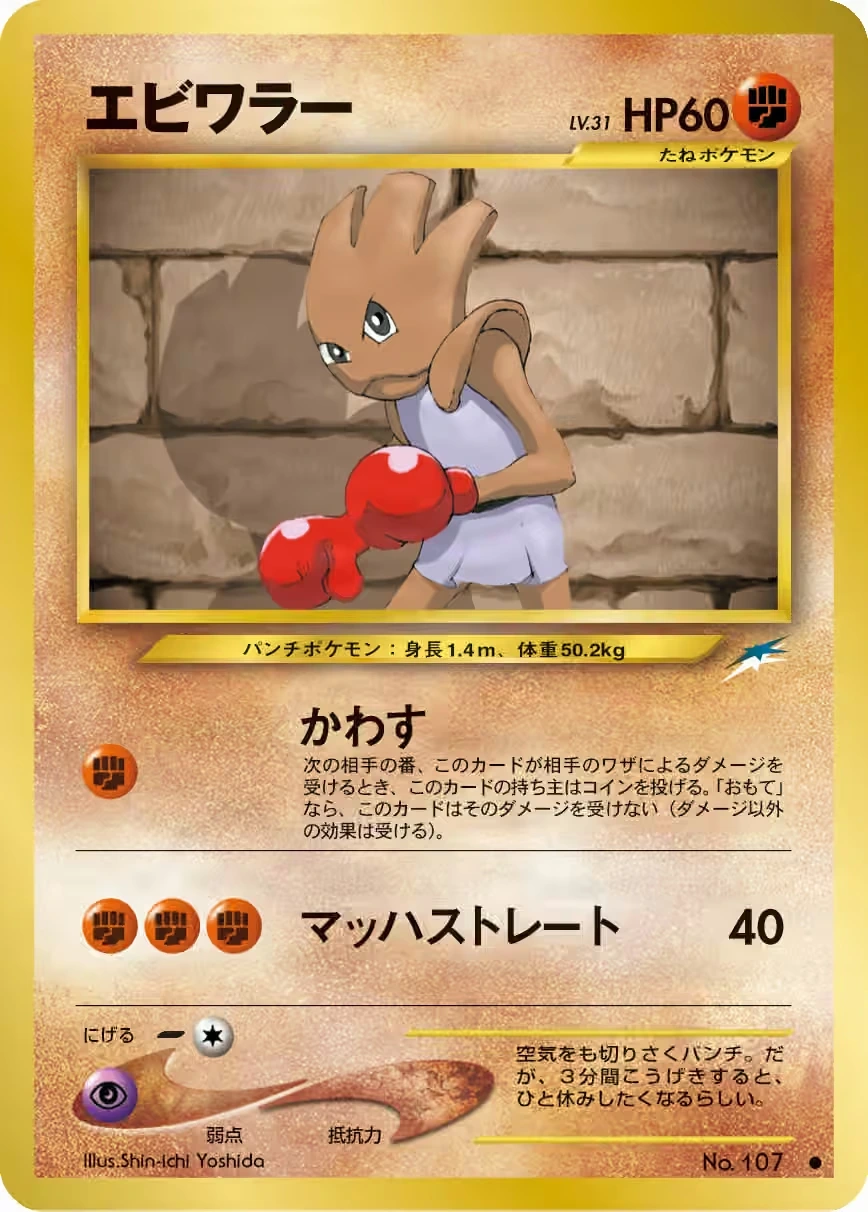 エビワラー
LV.31 HP60
たねポケモン
パンチポケモン：身長1.4m、体重50.2kg
かわす
次の相手の番、このカードが相手のワザによるダメージを
受けるとき、このカードの持ち主はコインを投げる。「おもて」
なら、このカードはそのダメージを受けない（ダメージ以外
の効果は受ける）。
マッハストレート 40
にげる
空気をも切りさくパンチ。だ
が、３分間こうげきすると、
ひと休みしたくなるらしい。
弱点 抵抗力
Illus.Shin-ichi Yoshida
No. 107